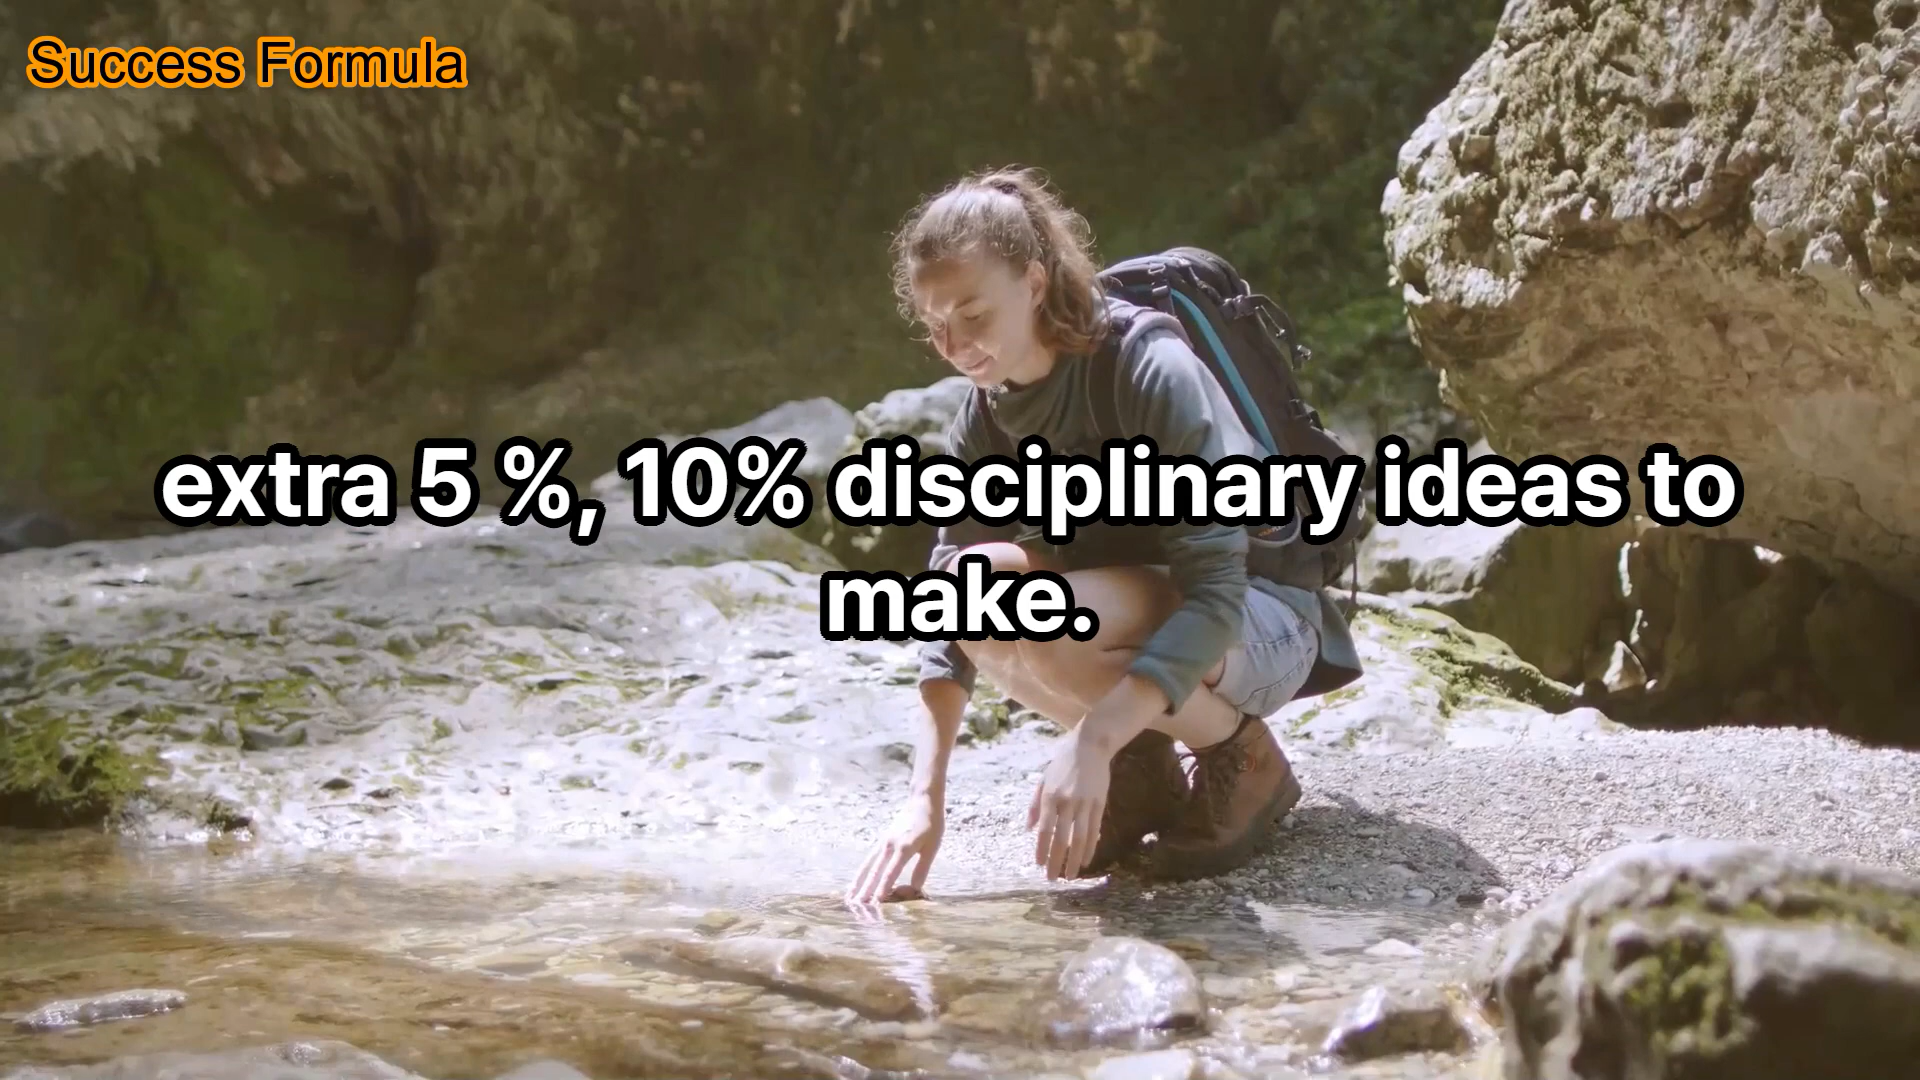 Success Formula
extra 5 %, 10% disciplinary ideas to
make.